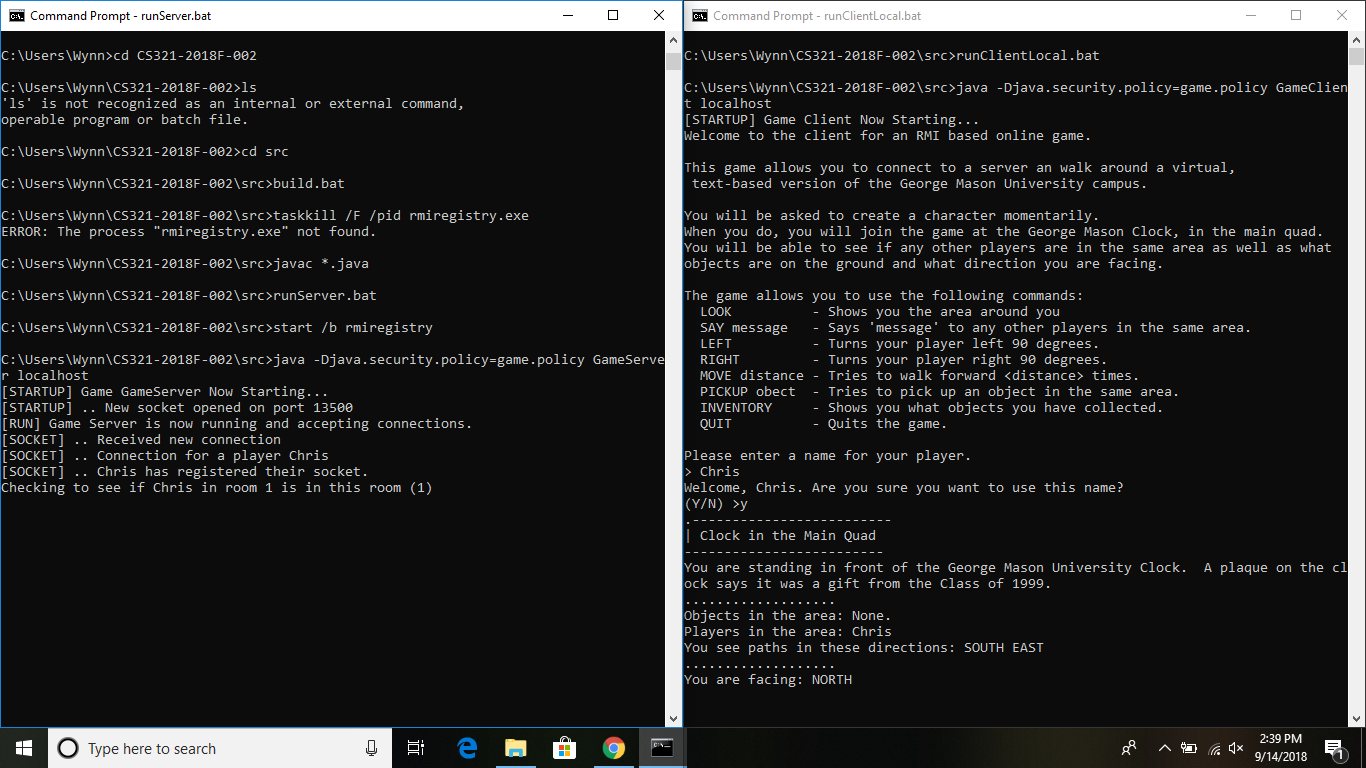 Command Prompt - runServer.bat
C:\Users\Wynn>cd CS321-2018F-002
C:\Users\Wynn\CS321-2018F-002>ls
'ls' is not recognized as an internal or external command,
operable program or batch file.
C:\Users\Wynn\CS321-2018F-002>cd src
C:\Users\Wynn\CS321-2018F-002\src>build.bat
C:\Users\Wynn\CS321-2018F-002\src>taskkill /F /pid rmiregistry.exe
ERROR: The process "rmiregistry.exe" not found.
C:\Users\Wynn\CS321-2018F-002\src>javac *.java
C:\Users\Wynn\CS321-2018F-002\src>runServer.bat
C:\Users\Wynn\CS321-2018F-002\src>start /b rmiregistry
C:\Users\Wynn\CS321-2018F-002\src>java -Djava.security.policy=game.policy GameServe
r localhost
[STARTUP] Game GameServer Now Starting...
[STARTUP] .. New socket opened on port 13500
[RUN] Game Server is now running and accepting connections.
[SOCKET] .. Received new connection
[SOCKET] .. Connection for a player Chris
[SOCKET] .. Chris has registered their socket.
Checking to see if Chris in room 1 is in this room (1)
Command Prompt - runClientLocal.bat
C:\Users\Wynn\CS321-2018F-002\src>runClientLocal.bat
C:\Users\Wynn\CS321-2018F-002\src>java -Djava.security.policy=game.policy GameClien
t localhost
[STARTUP] Game Client Now Starting...
Welcome to the client for an RMI based online game.
This game allows you to connect to a server an walk around a virtual,
 text-based version of the George Mason University campus.
You will be asked to create a character momentarily.
When you do, you will join the game at the George Mason Clock, in the main quad.
You will be able to see if any other players are in the same area as well as what
objects are on the ground and what direction you are facing.
The game allows you to use the following commands:
  LOOK          - Shows you the area around you
  SAY message   - Says 'message' to any other players in the same area.
  LEFT          - Turns your player left 90 degrees.
  RIGHT         - Turns your player right 90 degrees.
  MOVE distance - Tries to walk forward <distance> times.
  PICKUP obect  - Tries to pick up an object in the same area.
  INVENTORY     - Shows you what objects you have collected.
  QUIT          - Quits the game.
Please enter a name for your player.
> Chris
Welcome, Chris. Are you sure you want to use this name?
(Y/N) >y
.-------------------------
| Clock in the Main Quad
-------------------------
You are standing in front of the George Mason University Clock.  A plaque on the cl
ock says it was a gift from the Class of 1999.
...................
Objects in the area: None.
Players in the area: Chris
You see paths in these directions: SOUTH EAST
...................
You are facing: NORTH
Type here to search
2:39 PM
9/14/2018
1